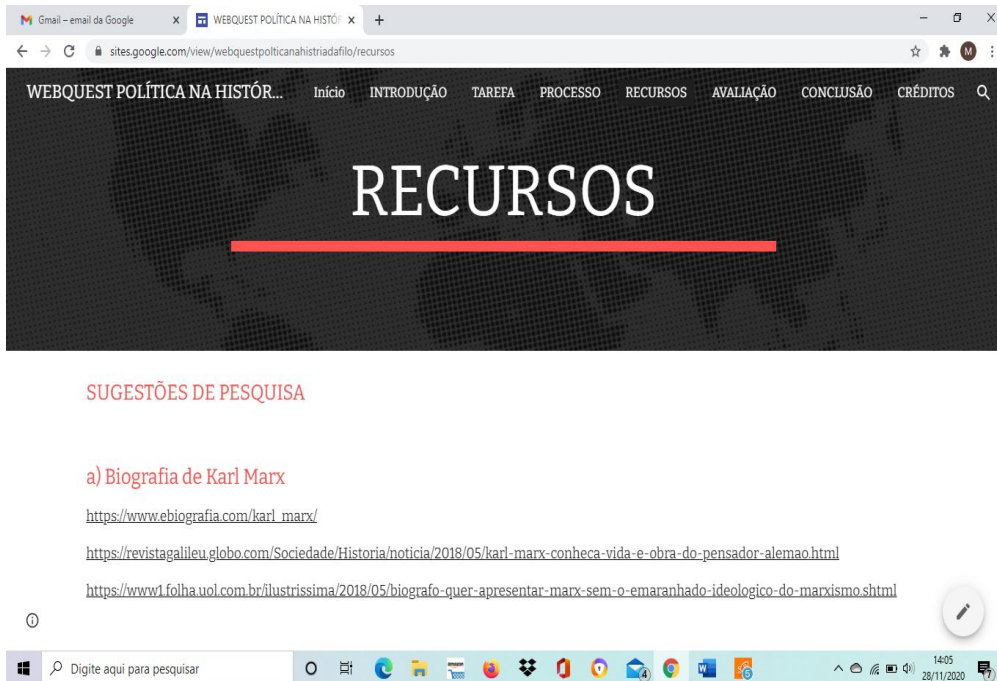 Gmail – email da Google
WEBQUEST POLÍTICA NA HISTÓR
sites.google.com/view/webquestpolticanahistriadafilo/recursos
M
WEBQUEST POLÍTICA NA HISTÓR... Início INTRODUÇÃO TAREFA PROCESSO RECURSOS AVALIAÇÃO CONCLUSÃO CRÉDITOS
RECURSOS
SUGESTÕES DE PESQUISA
a) Biografia de Karl Marx
https://www.ebiografia.com/karl_marx/
https://revistagalileu.globo.com/Sociedade/Historia/noticia/2018/05/karl-marx-conheca-vida-e-obra-do-pensador-alemao.html
https://www1.folha.uol.com.br/ilustrissima/2018/05/biografo-quer-apresentar-marx-sem-o-emaranhado-ideologico-do-marxismo.shtml
Digite aqui para pesquisar
14:05
28/11/2020